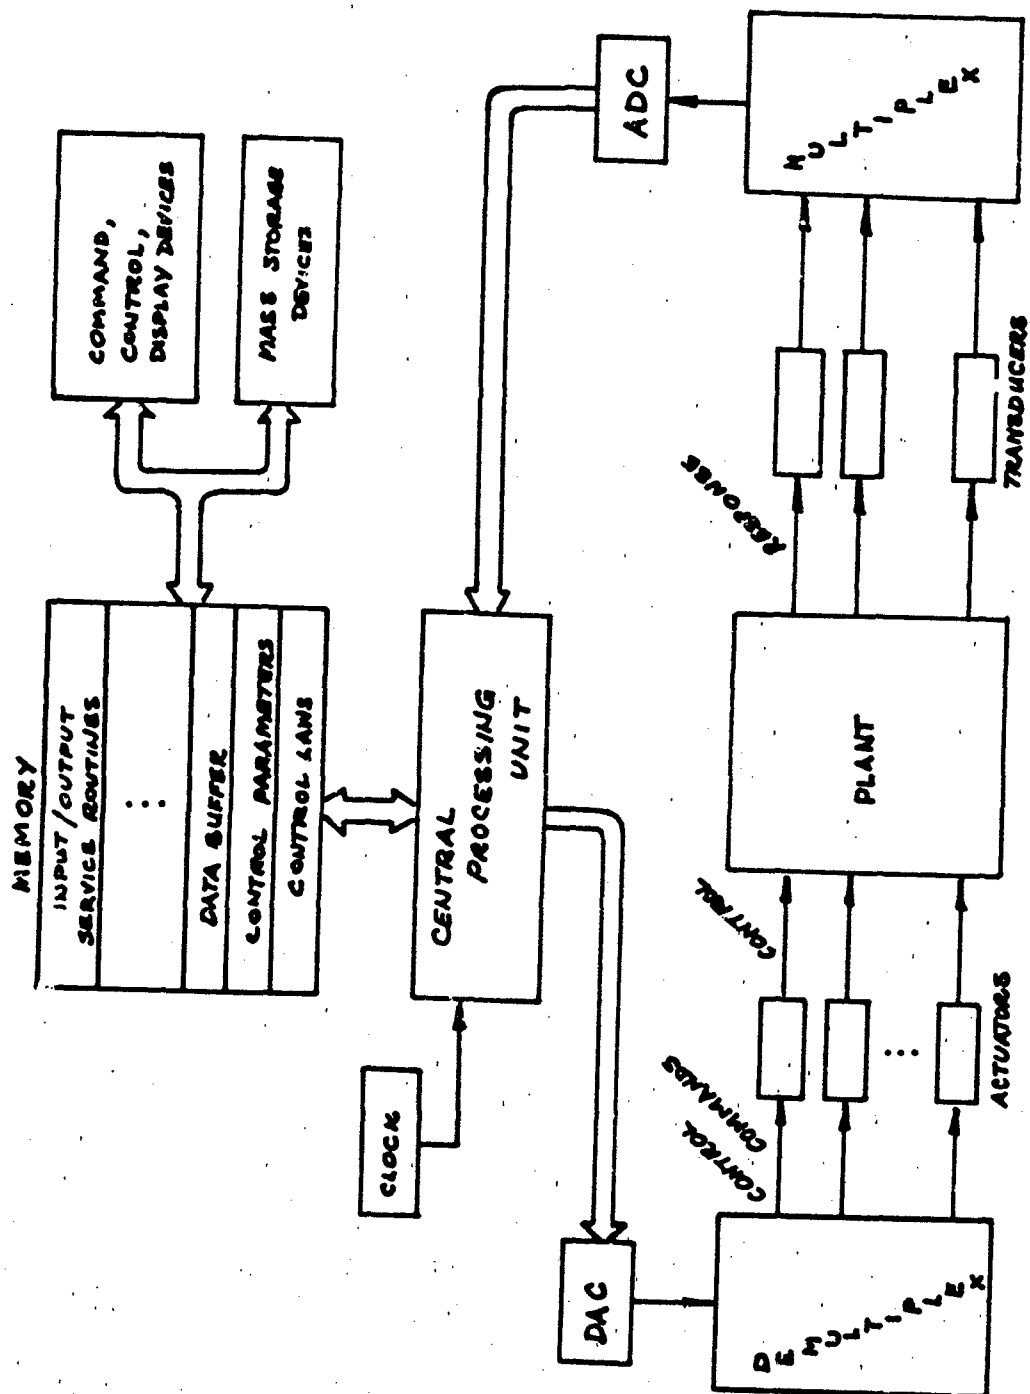 MEMORY
INPUT/OUTPUT
SERVICE ROUTINES
...
DATA BUFFER
CONTROL PARAMETERS
CONTROL LAWS
COMMAND,
CONTROL,
DISPLAY DEVICES
MASS STORAGE
DEVICES
CLOCK
CENTRAL
PROCESSING
UNIT
DAC
ADC
DEMULTIPLEX
CONTROL
COMMANDS
...
ACTUATORS
CONTROL
PLANT
RESPONSE
TRANSDUCERS
MULTIPLEX